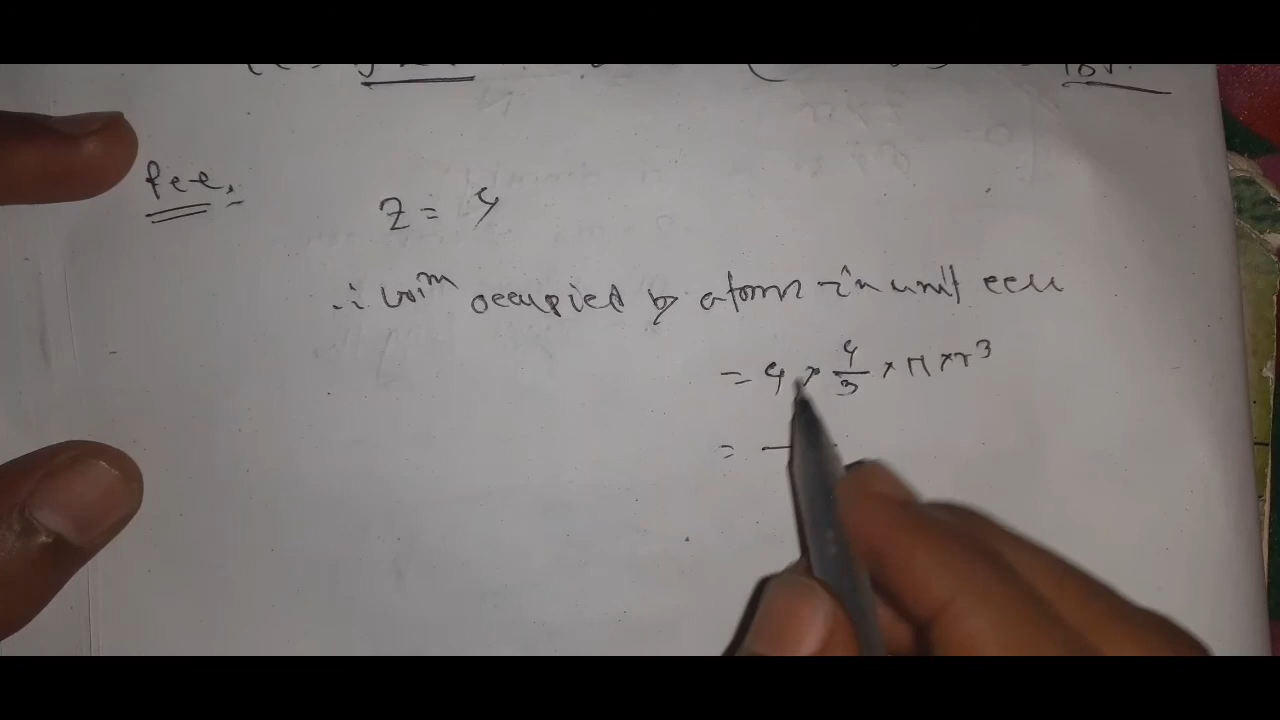 fcc,
Z = 4
∴ volm occupied by atoms in unit cell
= 4 × 4/3 × π × r³
=